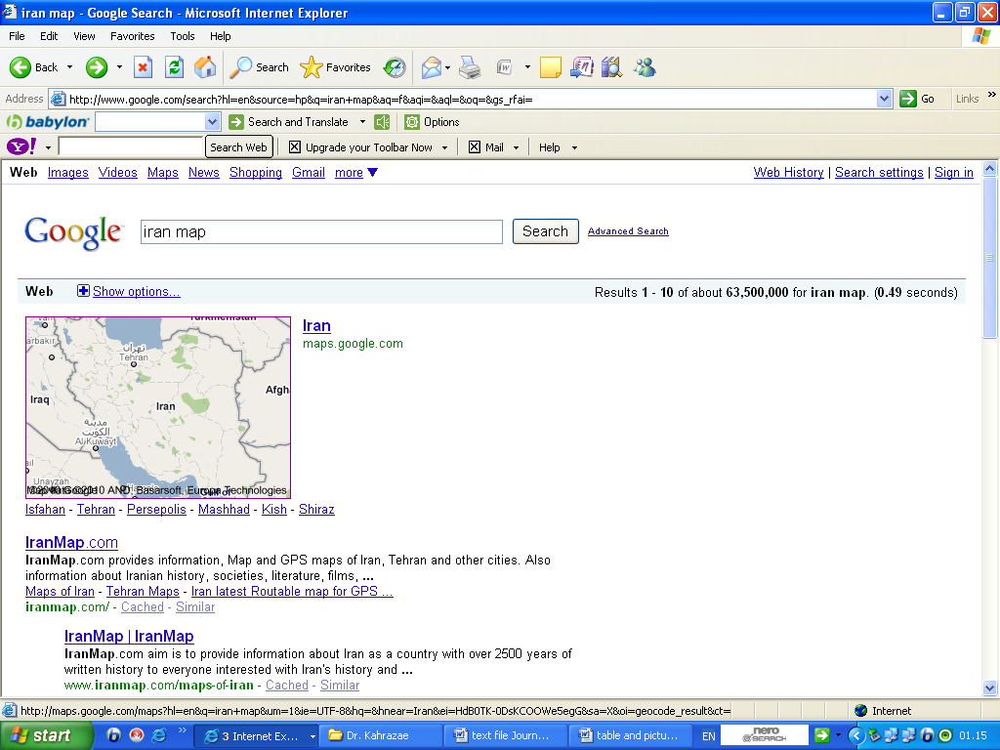 iran map - Google Search - Microsoft Internet Explorer
File Edit View Favorites Tools Help
Back Search Favorites
Address http://www.google.com/search?hl=en&source=hp&q=iran+map&aq=f&aqi=&aql=&oq=&gs_rfai= Go Links »
babylon Search and Translate Options
Y! Search Web Upgrade your Toolbar Now Mail Help
Web Images Videos Maps News Shopping Gmail more ▼ Web History | Search settings | Sign in
Google iran map Search Advanced Search
Web Show options... Results 1 - 10 of about 63,500,000 for iran map. (0.49 seconds)
Iran
maps.google.com
Turkmenistan
تهران
Tehran
Iraq
Iran
Afgh
مدينة
الكويت
Al Kuwayt
Unayzah
Isfahan - Tehran - Persepolis - Mashhad - Kish - Shiraz
IranMap.com
IranMap.com provides information, Map and GPS maps of Iran, Tehran and other cities. Also
information about Iranian history, societies, literature, films, ...
Maps of Iran - Tehran Maps - Iran latest Routable map for GPS ...
iranmap.com/ - Cached - Similar
IranMap | IranMap
IranMap.com aim is to provide information about Iran as a country with over 2500 years of
written history to everyone interested with Iran's history and ...
www.iranmap.com/maps-of-iran - Cached - Similar
http://maps.google.com/maps?hl=en&q=iran+map&um=1&ie=UTF-8&hq=&hnear=Iran&ei=HdB0TK-0DsKCOOWe5egG&sa=X&oi=geocode_result&ct= Internet
start » 3 Internet Ex... Dr. Kahrazae text file Journ... table and pictu... EN nero SEARCH 01.15